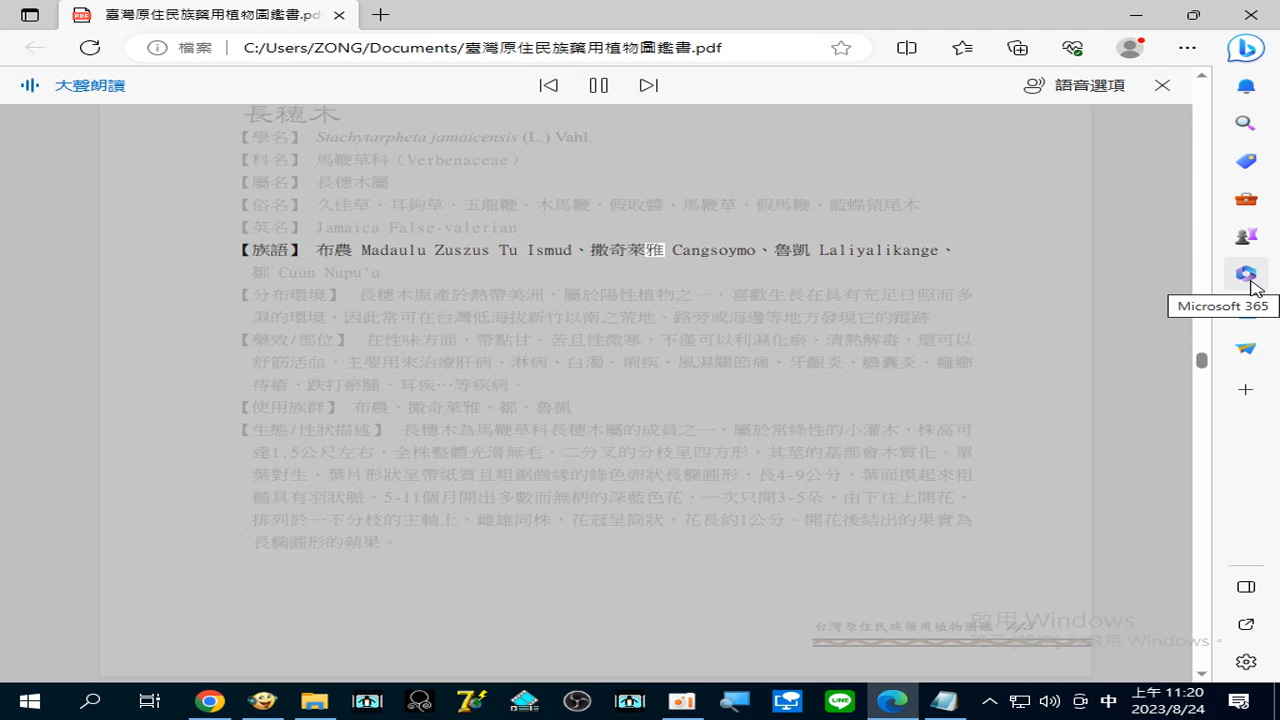 臺灣原住民族藥用植物圖鑑書.pdf
檔案
C:/Users/ZONG/Documents/臺灣原住民族藥用植物圖鑑書.pdf
大聲朗讀
語音選項
長穗木
【學名】 Stachytarpheta jamaicensis (L.) Vahl.
【科名】 馬鞭草科（Verbenaceae）
【屬名】 長穗木屬
【俗名】 久佳草、耳鉤草、玉龍鞭、木馬鞭、假敗醬、馬鞭草、假馬鞭、藍蝶猿尾木
【英名】 Jamaica False-valerian
【族語】 布農 Madaulu Zuszus Tu Ismud、撒奇萊雅 Cangsoymo、魯凱 Laliyalikange、
鄒 Cuun Nupu'u
【分布環境】 長穗木原產於熱帶美洲，屬於陽性植物之一，喜歡生長在具有充足日照而多
濕的環境，因此常可在台灣低海拔新竹以南之荒地、路旁或海邊等地方發現它的蹤跡
【藥效/部位】 在性味方面，帶點甘、苦且性微寒，不僅可以利濕化瘀、清熱解毒，還可以
舒筋活血，主要用來治療肝病、淋病、白濁、痢疾、風濕關節痛、牙齦炎、膽囊炎、癰癤
痔瘡、跌打瘀腫、耳疾…等疾病。
【使用族群】 布農、撒奇萊雅、鄒、魯凱
【生態/性狀描述】 長穗木為馬鞭草科長穗木屬的成員之一，屬於常綠性的小灌木，株高可
達1.5公尺左右，全株整體光滑無毛，二分叉的分枝呈四方形，其莖的基部會木質化。單
葉對生，葉片形狀呈帶紙質且粗鋸齒緣的綠色卵狀長橢圓形，長4-9公分，葉面摸起來粗
糙具有羽狀脈。5-11個月開出多數而無柄的深藍色花，一次只開3-5朵，由下往上開花，
排列於一不分枝的主軸上，雌雄同株，花冠呈筒狀，花長約1公分。開花後結出的果實為
長橢圓形的蒴果。
台灣原住民族藥用植物圖鑑
啟用 Windows
啟用 Windows。
Microsoft 365
中
上午 11:20
2023/8/24